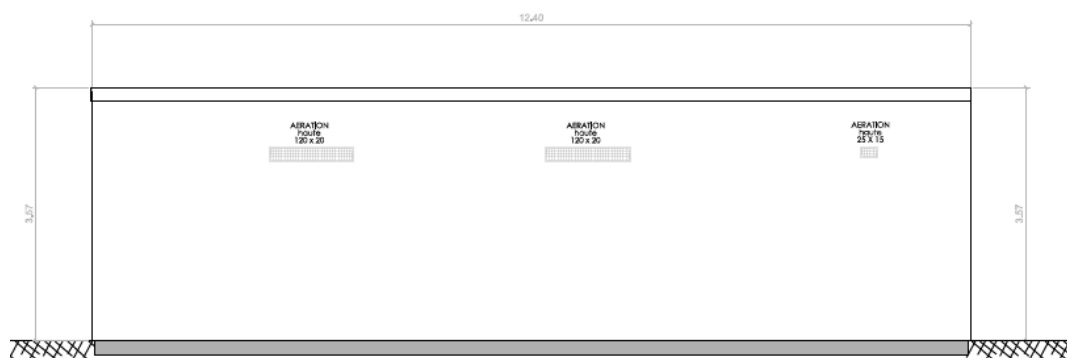 12.40
AERATION
haute
120 x 20
AERATION
haute
120 x 20
AERATION
haute
25 X 15
3.57
3.57